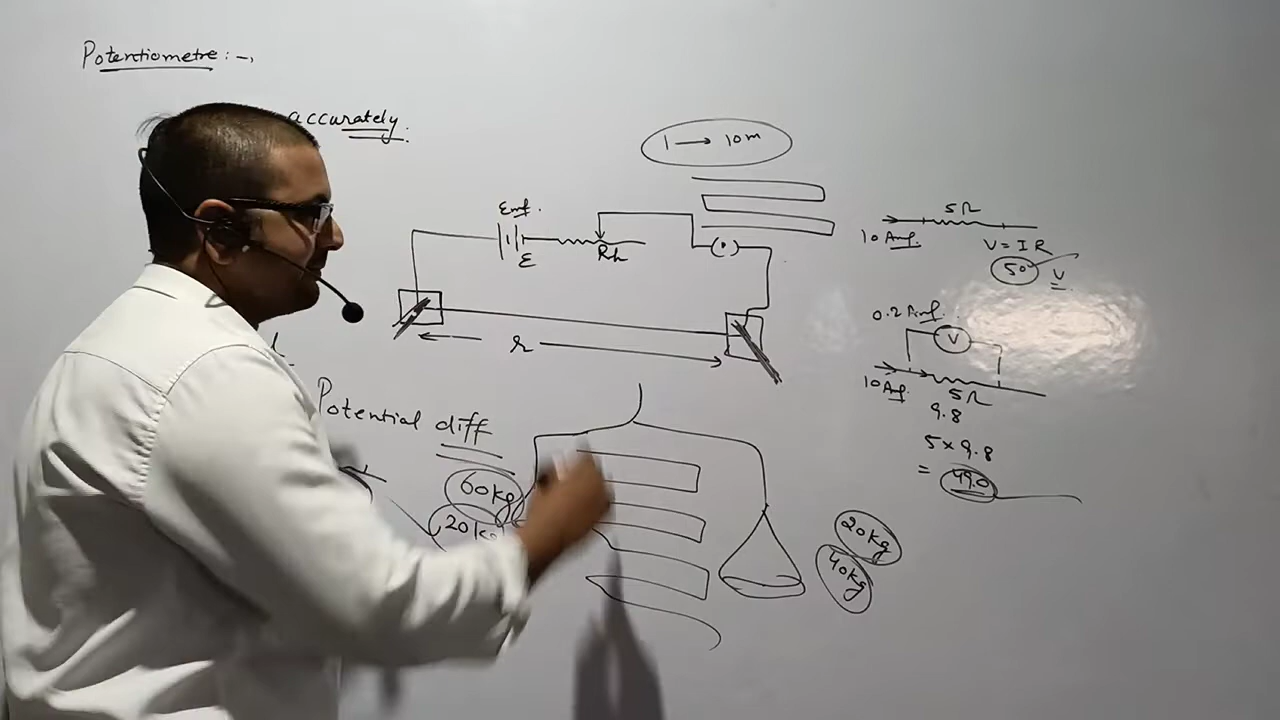 Potentiometre :-
accurately.
1 → 10m
Emf.
E
Rh
r
Potential diff
60kg
20kg
20kg
40kg
5Ω
10 Amp.
V = I R
50 V
0.2 Amp.
V
10 Amp.
5Ω
9.8
5 x 9.8
= 49.0